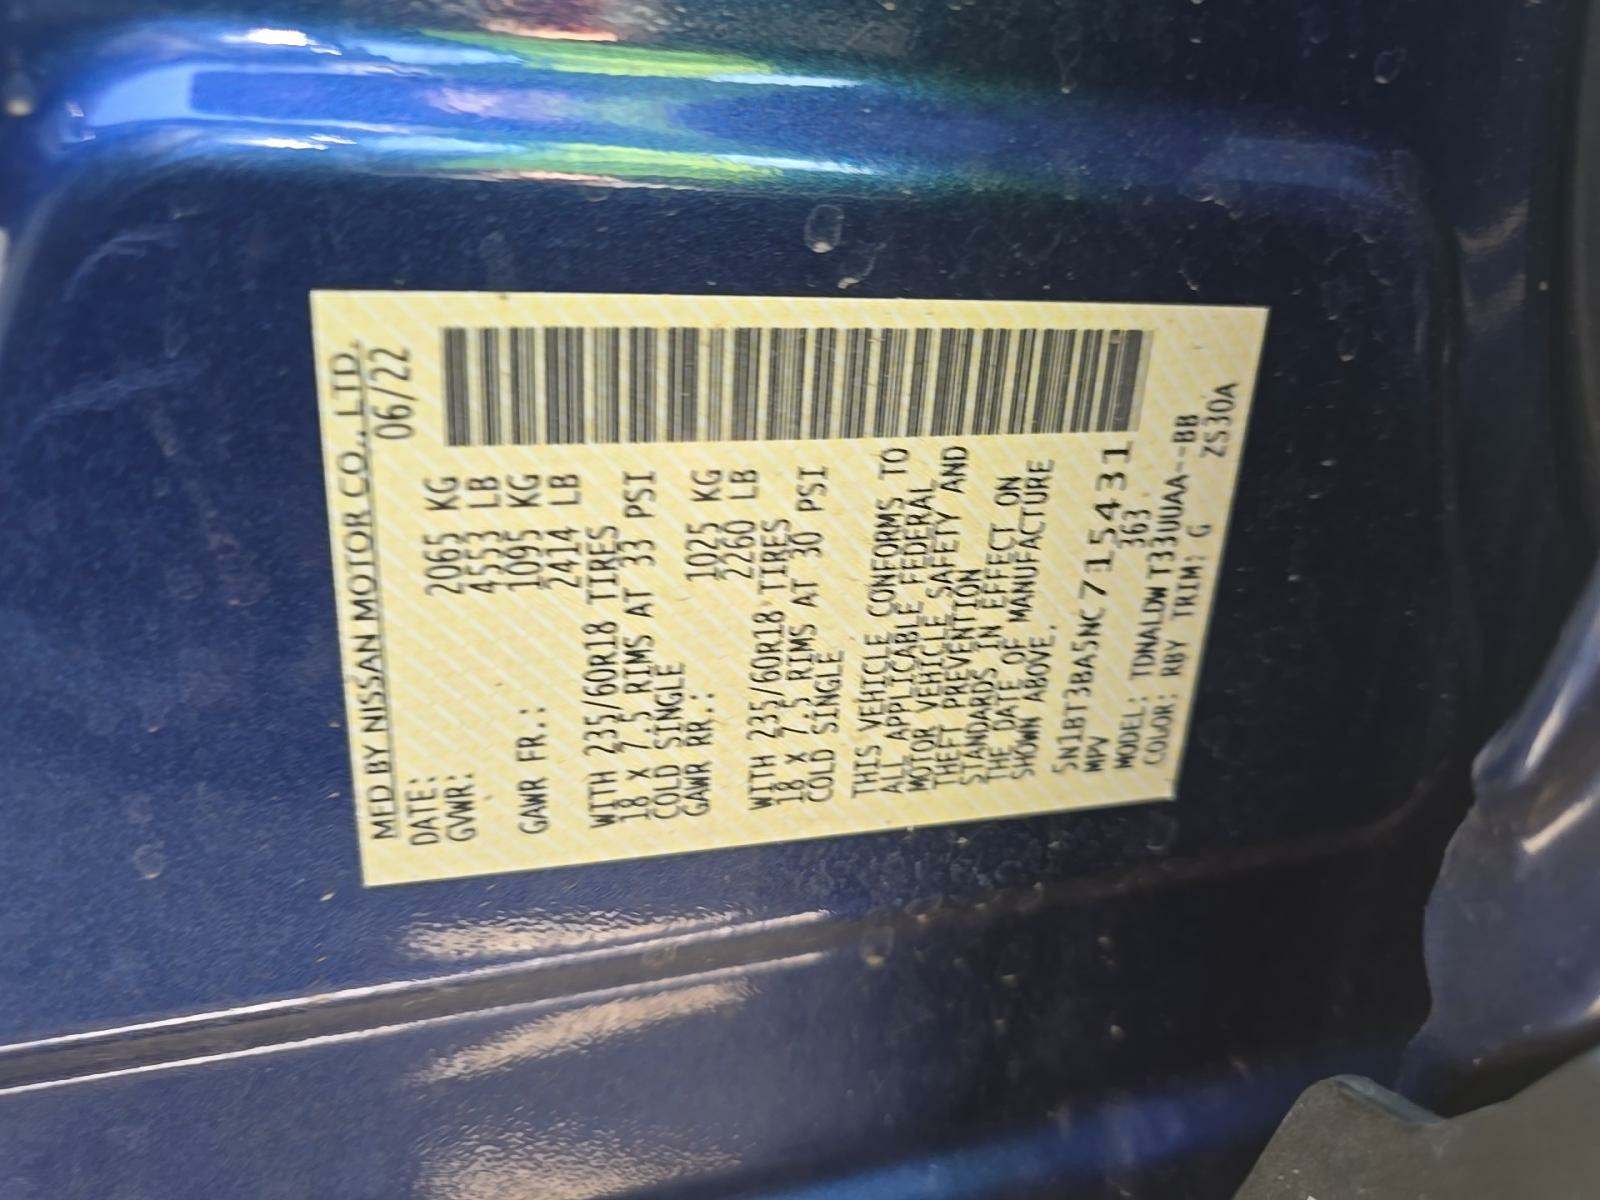 MFD BY NISSAN MOTOR CO., LTD.
DATE: 06/22
GVWR: 2065 KG
4553 LB
GAWR FR.: 1095 KG
2414 LB
WITH 235/60R18 TIRES
18 X 7.5 RIMS AT 33 PSI
COLD SINGLE
GAWR RR.: 1025 KG
2260 LB
WITH 235/60R18 TIRES
18 X 7.5 RIMS AT 30 PSI
COLD SINGLE
THIS VEHICLE CONFORMS TO
ALL APPLICABLE FEDERAL
MOTOR VEHICLE SAFETY AND
THEFT PREVENTION
STANDARDS IN EFFECT ON
THE DATE OF MANUFACTURE
SHOWN ABOVE.
5N1BT3BA5NC715431
MPV 363
MODEL: TDNALDWT33UUAA--BB
COLOR: RBY TRIM: G ZS30A